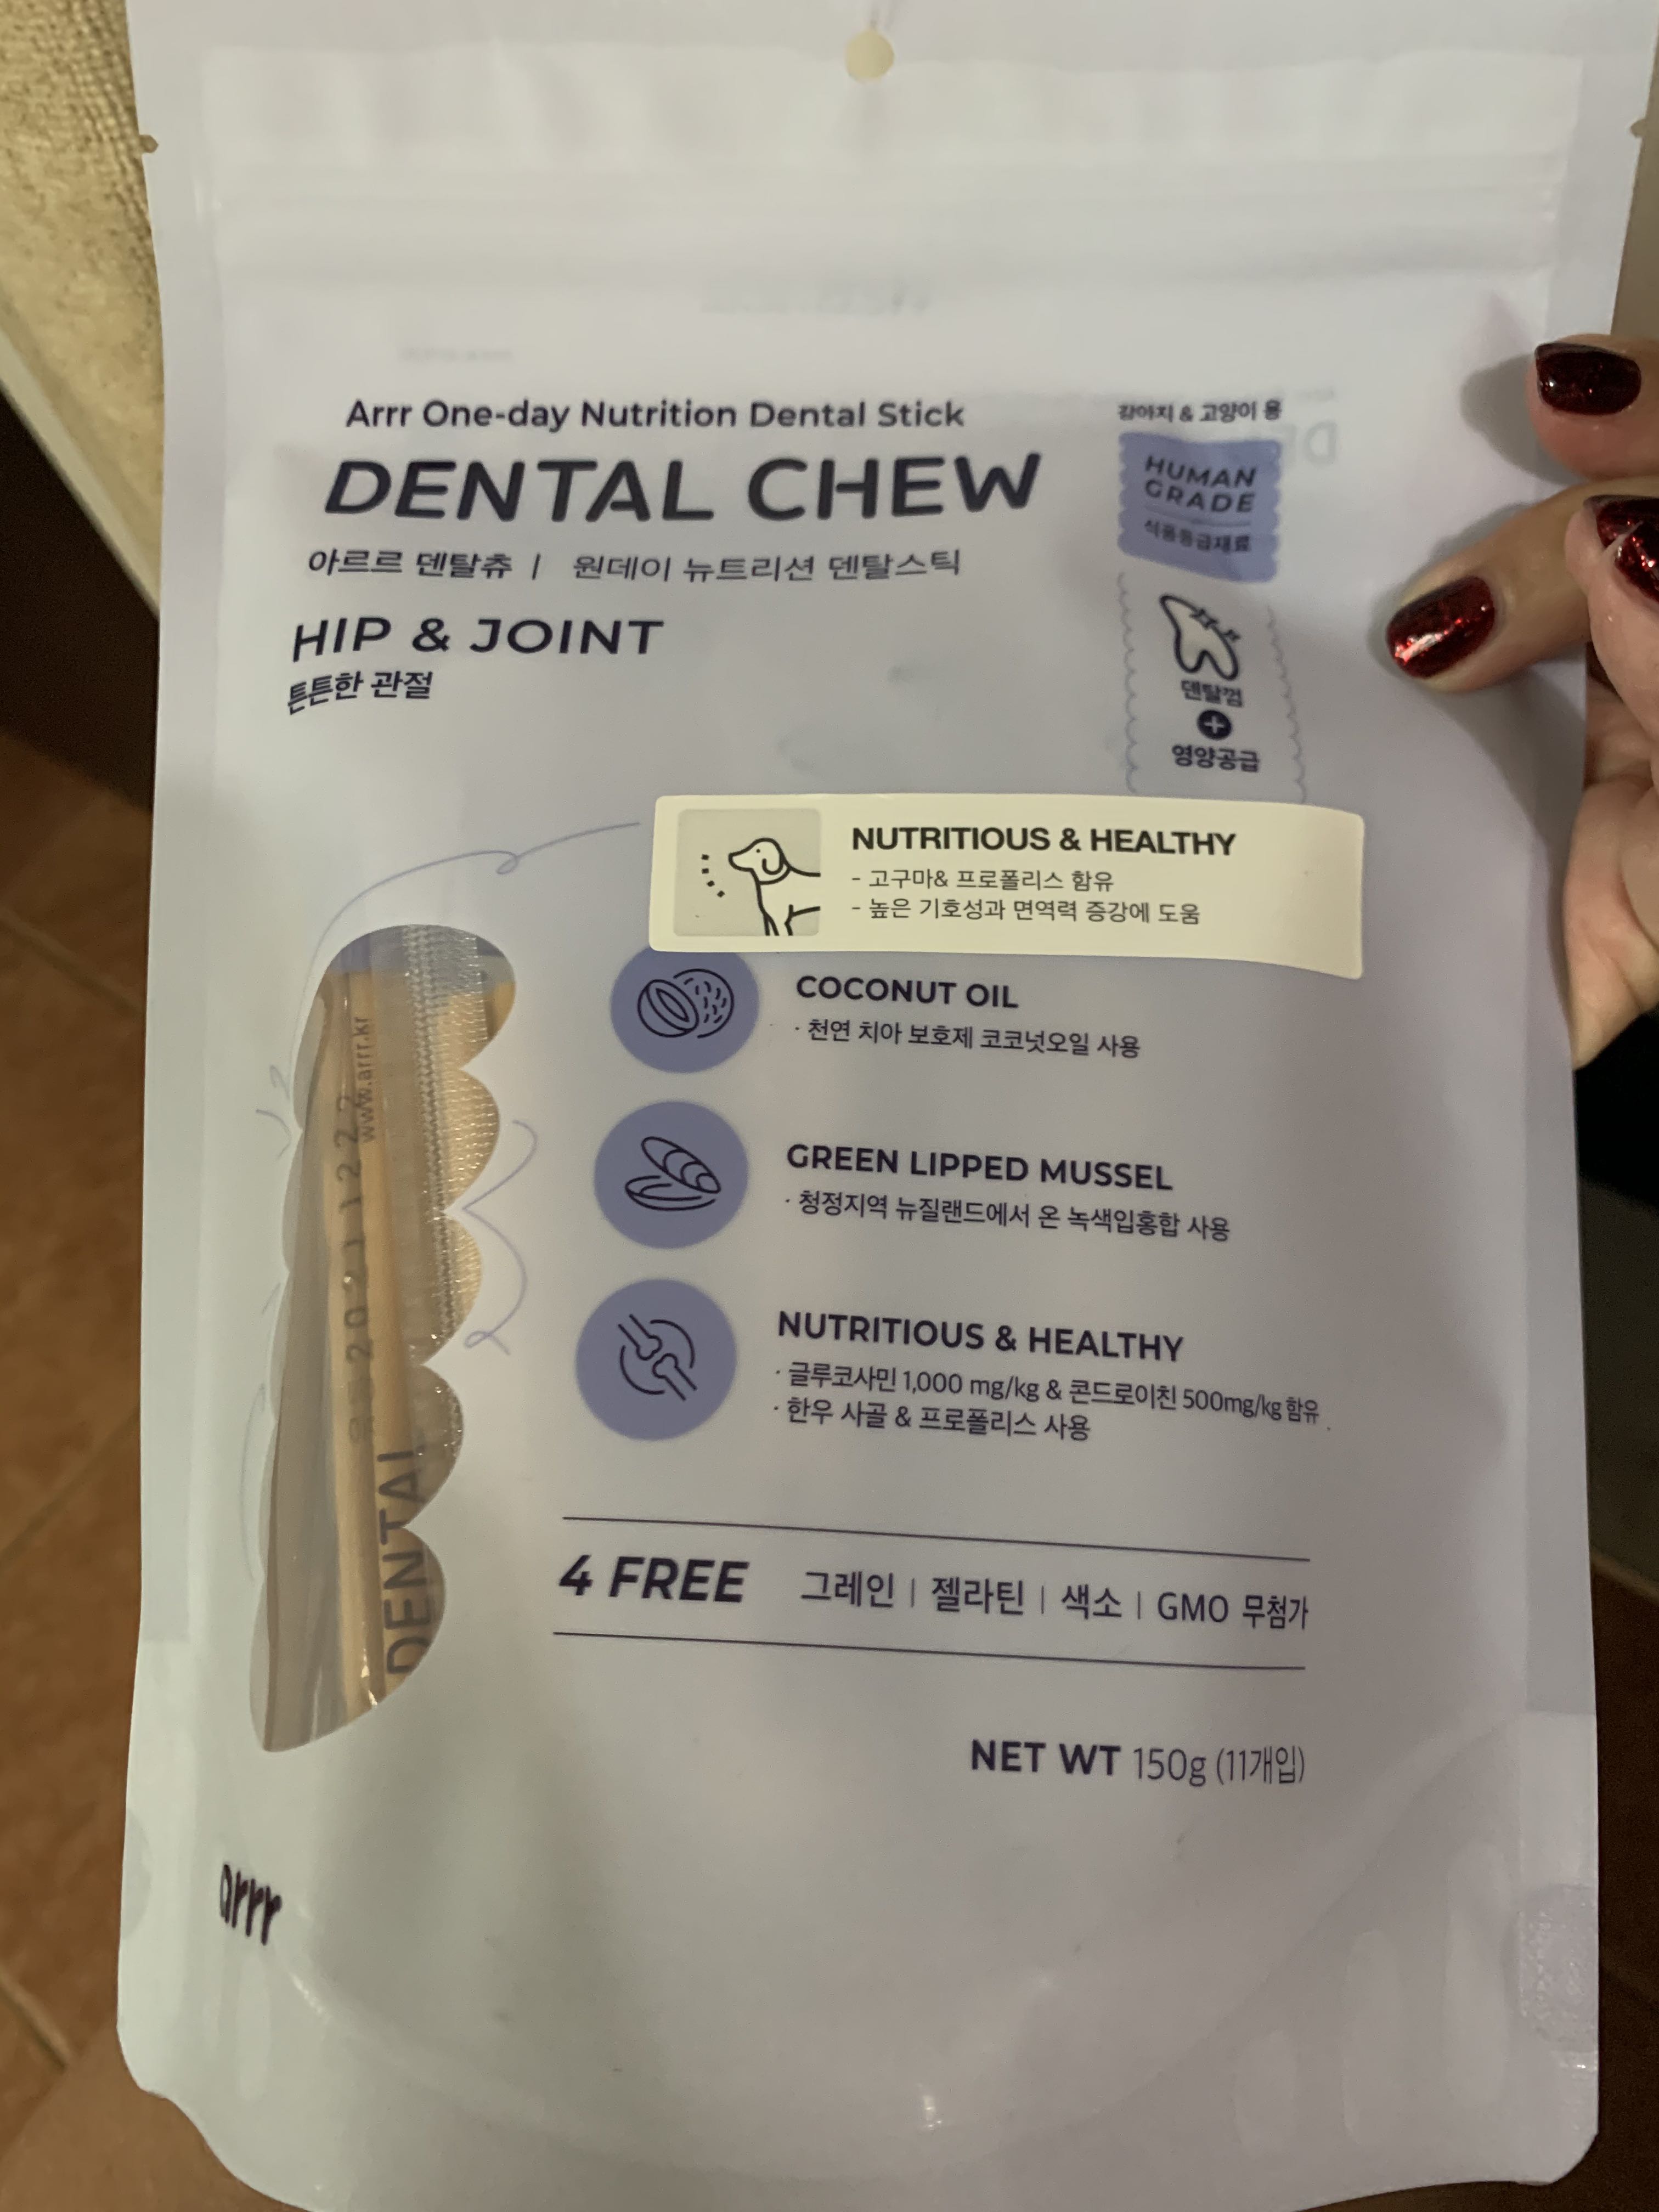 Arrr One-day Nutrition Dental Stick
DENTAL CHEW
아르르 덴탈츄 | 원데이 뉴트리션 덴탈스틱
HIP & JOINT
튼튼한 관절
강아지 & 고양이 용
HUMAN
GRADE
식품등급재료
덴탈껌
+
영양공급
NUTRITIOUS & HEALTHY
- 고구마& 프로폴리스 함유
- 높은 기호성과 면역력 증강에 도움
COCONUT OIL
· 천연 치아 보호제 코코넛오일 사용
GREEN LIPPED MUSSEL
· 청정지역 뉴질랜드에서 온 녹색입홍합 사용
NUTRITIOUS & HEALTHY
· 글루코사민 1,000 mg/kg & 콘드로이친 500mg/kg 함유
· 한우 사골 & 프로폴리스 사용
www.arrr.kr
20211222
DENTAL
4 FREE 그레인 | 젤라틴 | 색소 | GMO 무첨가
NET WT 150g (11개입)
arrr